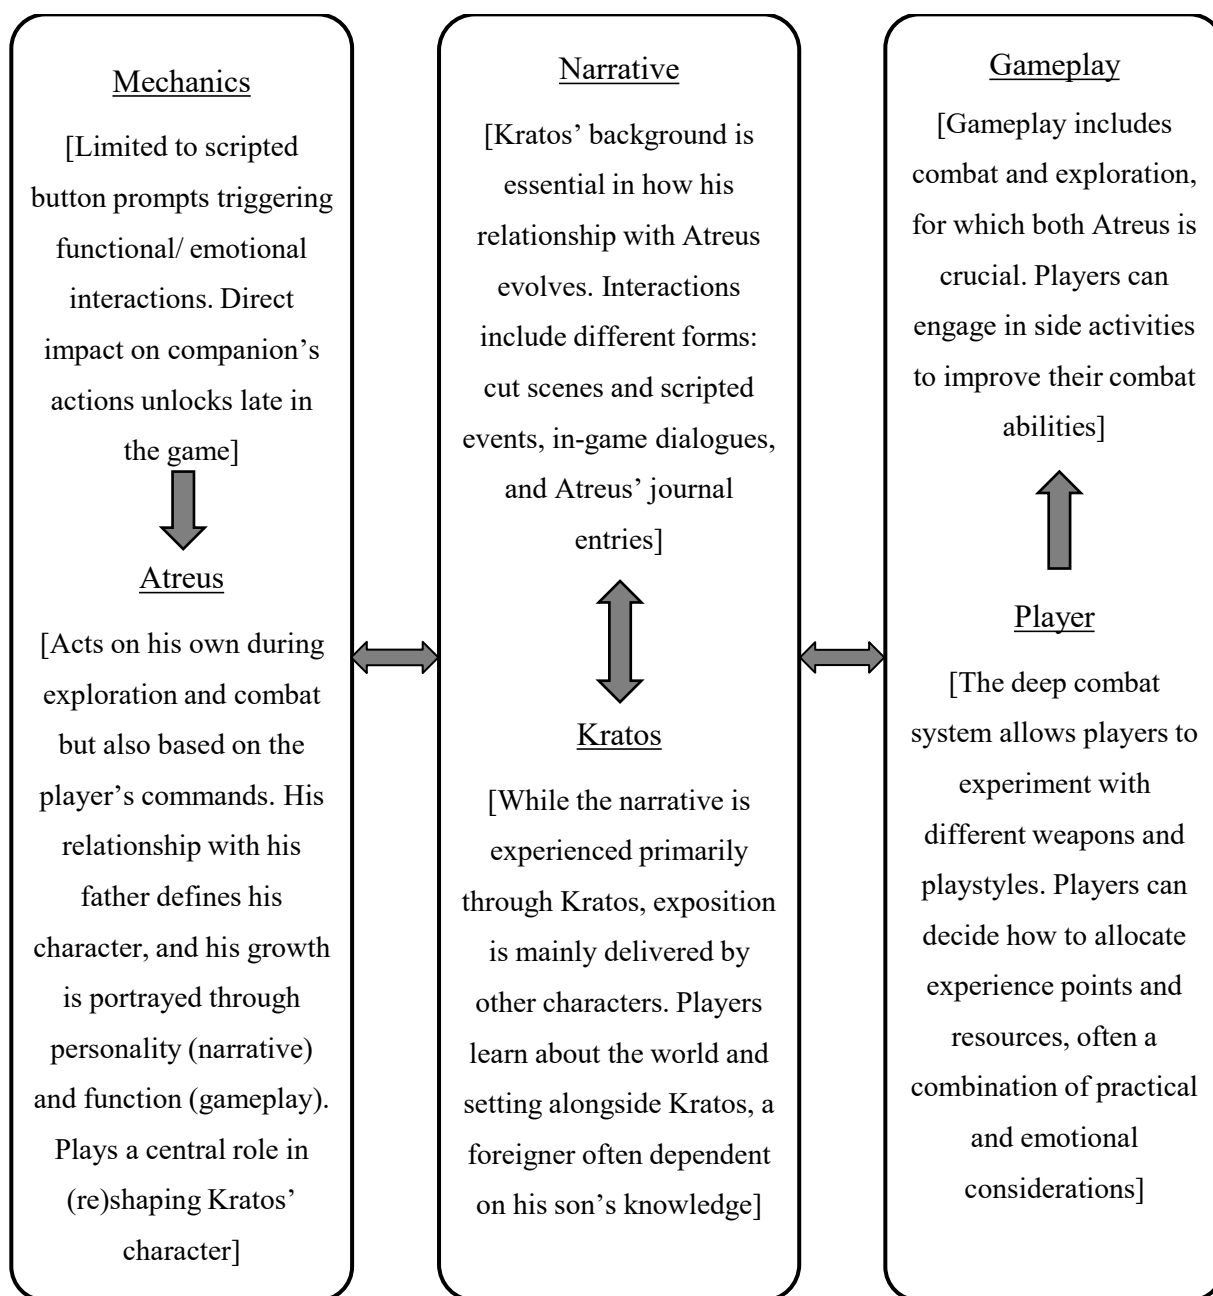 Mechanics
[Limited to scripted
button prompts triggering
functional/ emotional
interactions. Direct
impact on companion’s
actions unlocks late in
the game]
Atreus
[Acts on his own during
exploration and combat
but also based on the
player’s commands. His
relationship with his
father defines his
character, and his growth
is portrayed through
personality (narrative)
and function (gameplay).
Plays a central role in
(re)shaping Kratos’
character]
Narrative
[Kratos’ background is
essential in how his
relationship with Atreus
evolves. Interactions
include different forms:
cut scenes and scripted
events, in-game dialogues,
and Atreus’ journal
entries]
Kratos
[While the narrative is
experienced primarily
through Kratos, exposition
is mainly delivered by
other characters. Players
learn about the world and
setting alongside Kratos, a
foreigner often dependent
on his son’s knowledge]
Gameplay
[Gameplay includes
combat and exploration,
for which both Atreus is
crucial. Players can
engage in side activities
to improve their combat
abilities]
Player
[The deep combat
system allows players to
experiment with
different weapons and
playstyles. Players can
decide how to allocate
experience points and
resources, often a
combination of practical
and emotional
considerations]